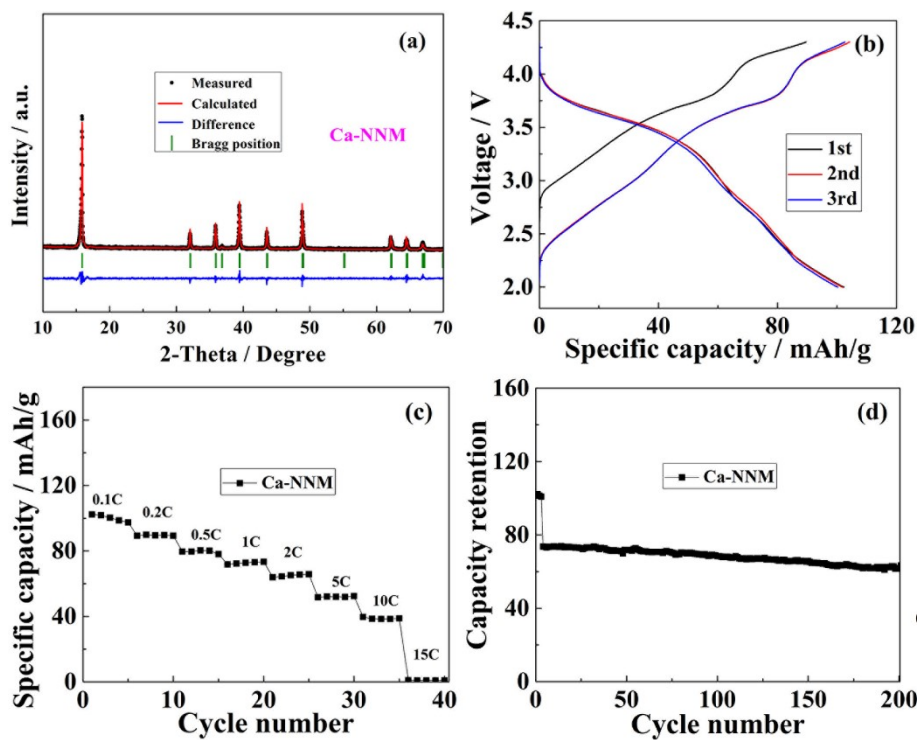 (a)
Measured
Calculated
Difference
Bragg position
Ca-NNM
Intensity / a.u.
10 20 30 40 50 60 70
2-Theta / Degree
(b)
4.5
4.0
3.5
3.0
2.5
2.0
Voltage / V
1st
2nd
3rd
0 40 80 120
Specific capacity / mAh/g
(c)
160
120
80
40
0
Specific capacity / mAh/g
Ca-NNM
0.1C
0.2C
0.5C
1C
2C
5C
10C
15C
0 10 20 30 40
Cycle number
(d)
160
120
80
40
0
Capacity retention
Ca-NNM
0 50 100 150 200
Cycle number